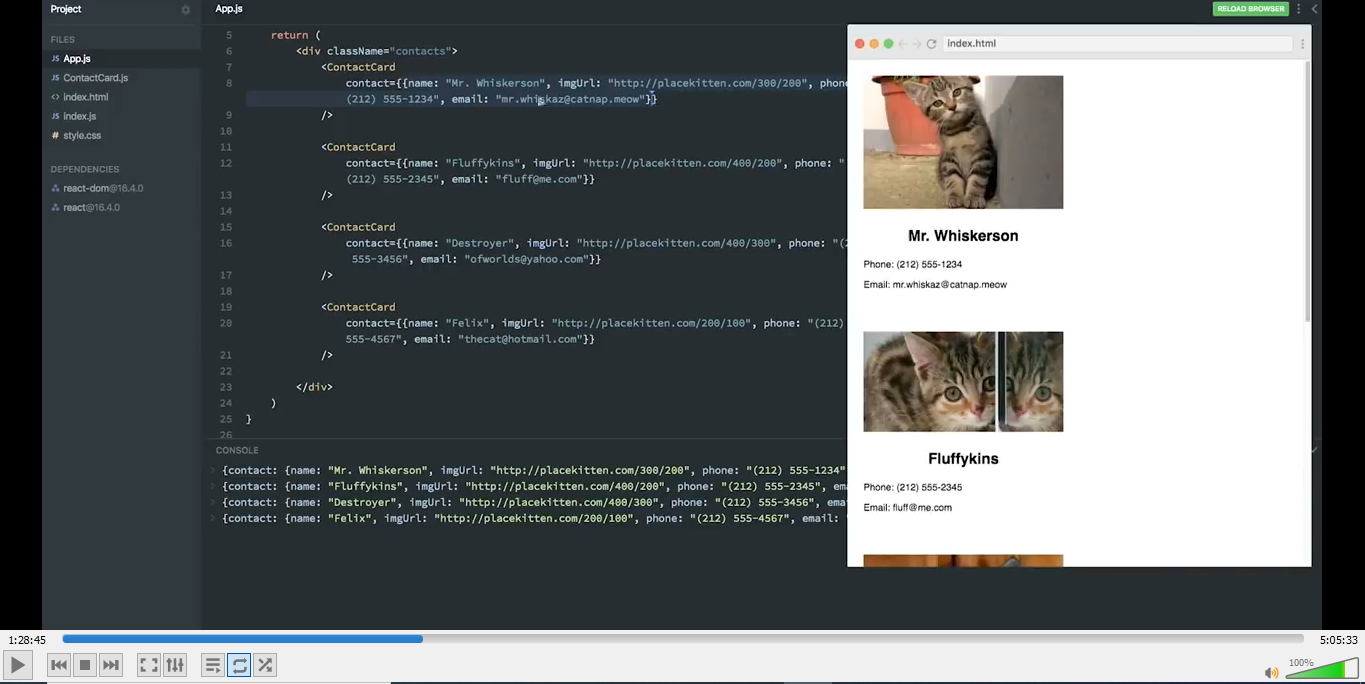 Project
App.js
RELOAD BROWSER
FILES
JS App.js
JS ContactCard.js
<> index.html
JS index.js
# style.css
DEPENDENCIES
react-dom@16.4.0
react@16.4.0
5 return (
6 <div className="contacts">
7 <ContactCard
8 contact={{name: "Mr. Whiskerson", imgUrl: "http://placekitten.com/300/200", phone
(212) 555-1234", email: "mr.whiskaz@catnap.meow"}}
9 />
10
11 <ContactCard
12 contact={{name: "Fluffykins", imgUrl: "http://placekitten.com/400/200", phone: "
(212) 555-2345", email: "fluff@me.com"}}
13 />
14
15 <ContactCard
16 contact={{name: "Destroyer", imgUrl: "http://placekitten.com/400/300", phone: "(2
555-3456", email: "ofworlds@yahoo.com"}}
17 />
18
19 <ContactCard
20 contact={{name: "Felix", imgUrl: "http://placekitten.com/200/100", phone: "(212)
555-4567", email: "thecat@hotmail.com"}}
21 />
22
23 </div>
24 )
25 }
26
CONSOLE
> {contact: {name: "Mr. Whiskerson", imgUrl: "http://placekitten.com/300/200", phone: "(212) 555-1234"
> {contact: {name: "Fluffykins", imgUrl: "http://placekitten.com/400/200", phone: "(212) 555-2345", ema
> {contact: {name: "Destroyer", imgUrl: "http://placekitten.com/400/300", phone: "(212) 555-3456", ema
> {contact: {name: "Felix", imgUrl: "http://placekitten.com/200/100", phone: "(212) 555-4567", email: "
index.html
Mr. Whiskerson
Phone: (212) 555-1234
Email: mr.whiskaz@catnap.meow
Fluffykins
Phone: (212) 555-2345
Email: fluff@me.com
1:28:45
5:05:33
100%